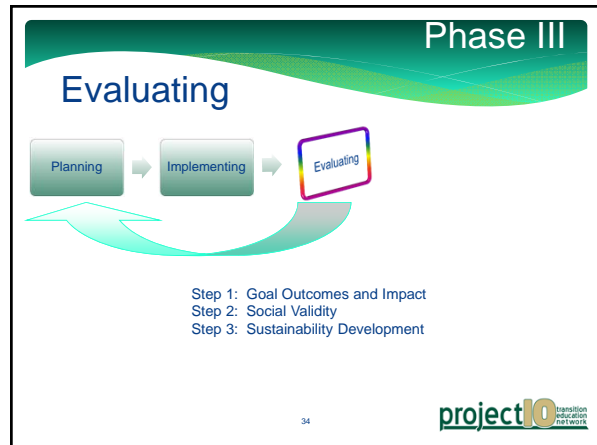 Phase III
Evaluating
Planning
Implementing
Evaluating
Step 1: Goal Outcomes and Impact
Step 2: Social Validity
Step 3: Sustainability Development
34
project10 transition
education
network